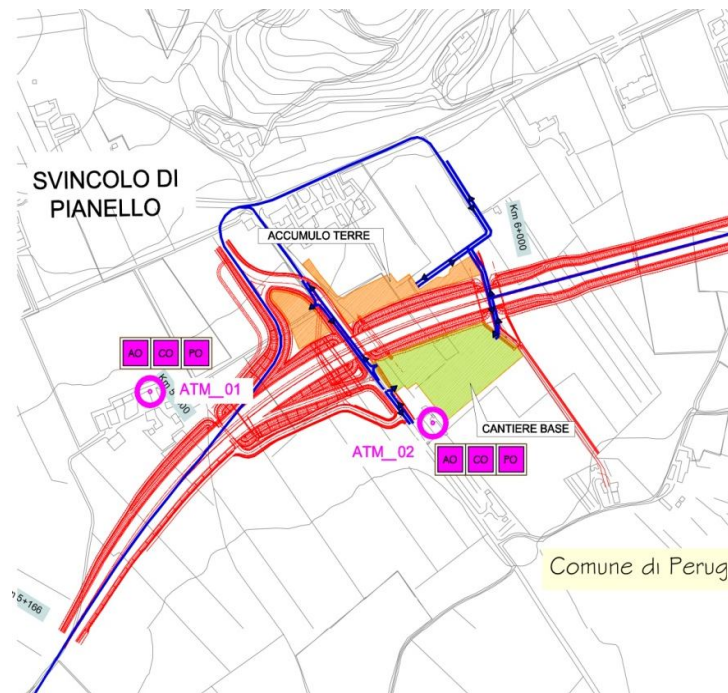 SVINCOLO DI
PIANELLO
ACCUMULO TERRE
Km 6+000
AO CO PO
ATM_01
ATM_02
CANTIERE BASE
AO CO PO
Comune di Perug
5+166